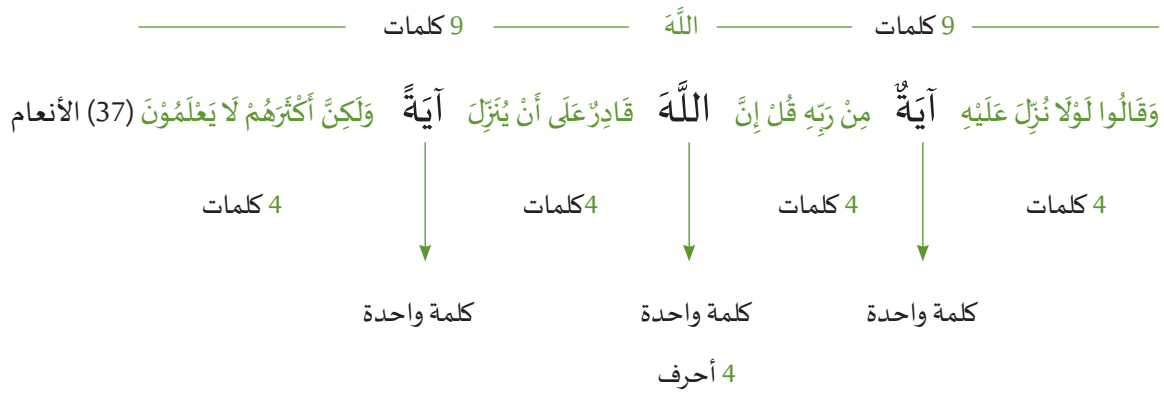 9 كلمات اللَّهَ 9 كلمات
وَقَالُوا لَوْلَا نُزِّلَ عَلَيْهِ آيَةٌ مِنْ رَبِّهِ قُلْ إِنَّ اللَّهَ قَادِرٌ عَلَى أَنْ يُنَزِّلَ آيَةً وَلَكِنَّ أَكْثَرَهُمْ لَا يَعْلَمُوْنَ (37) الأنعام
4 كلمات 4 كلمات 4كلمات 4 كلمات
كلمة واحدة كلمة واحدة كلمة واحدة
4 أحرف